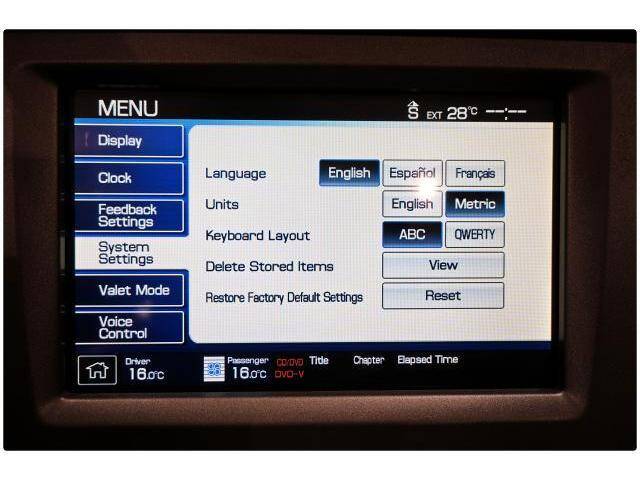 MENU
S EXT 28°C --:--
Display
Clock
Feedback
Settings
System
Settings
Valet Mode
Voice
Control
Language English Español Français
Units English Metric
Keyboard Layout ABC QWERTY
Delete Stored Items View
Restore Factory Default Settings Reset
Driver
16.0°C
Passenger
16.0°C
CD/DVD
DVD-V
Title Chapter Elapsed Time